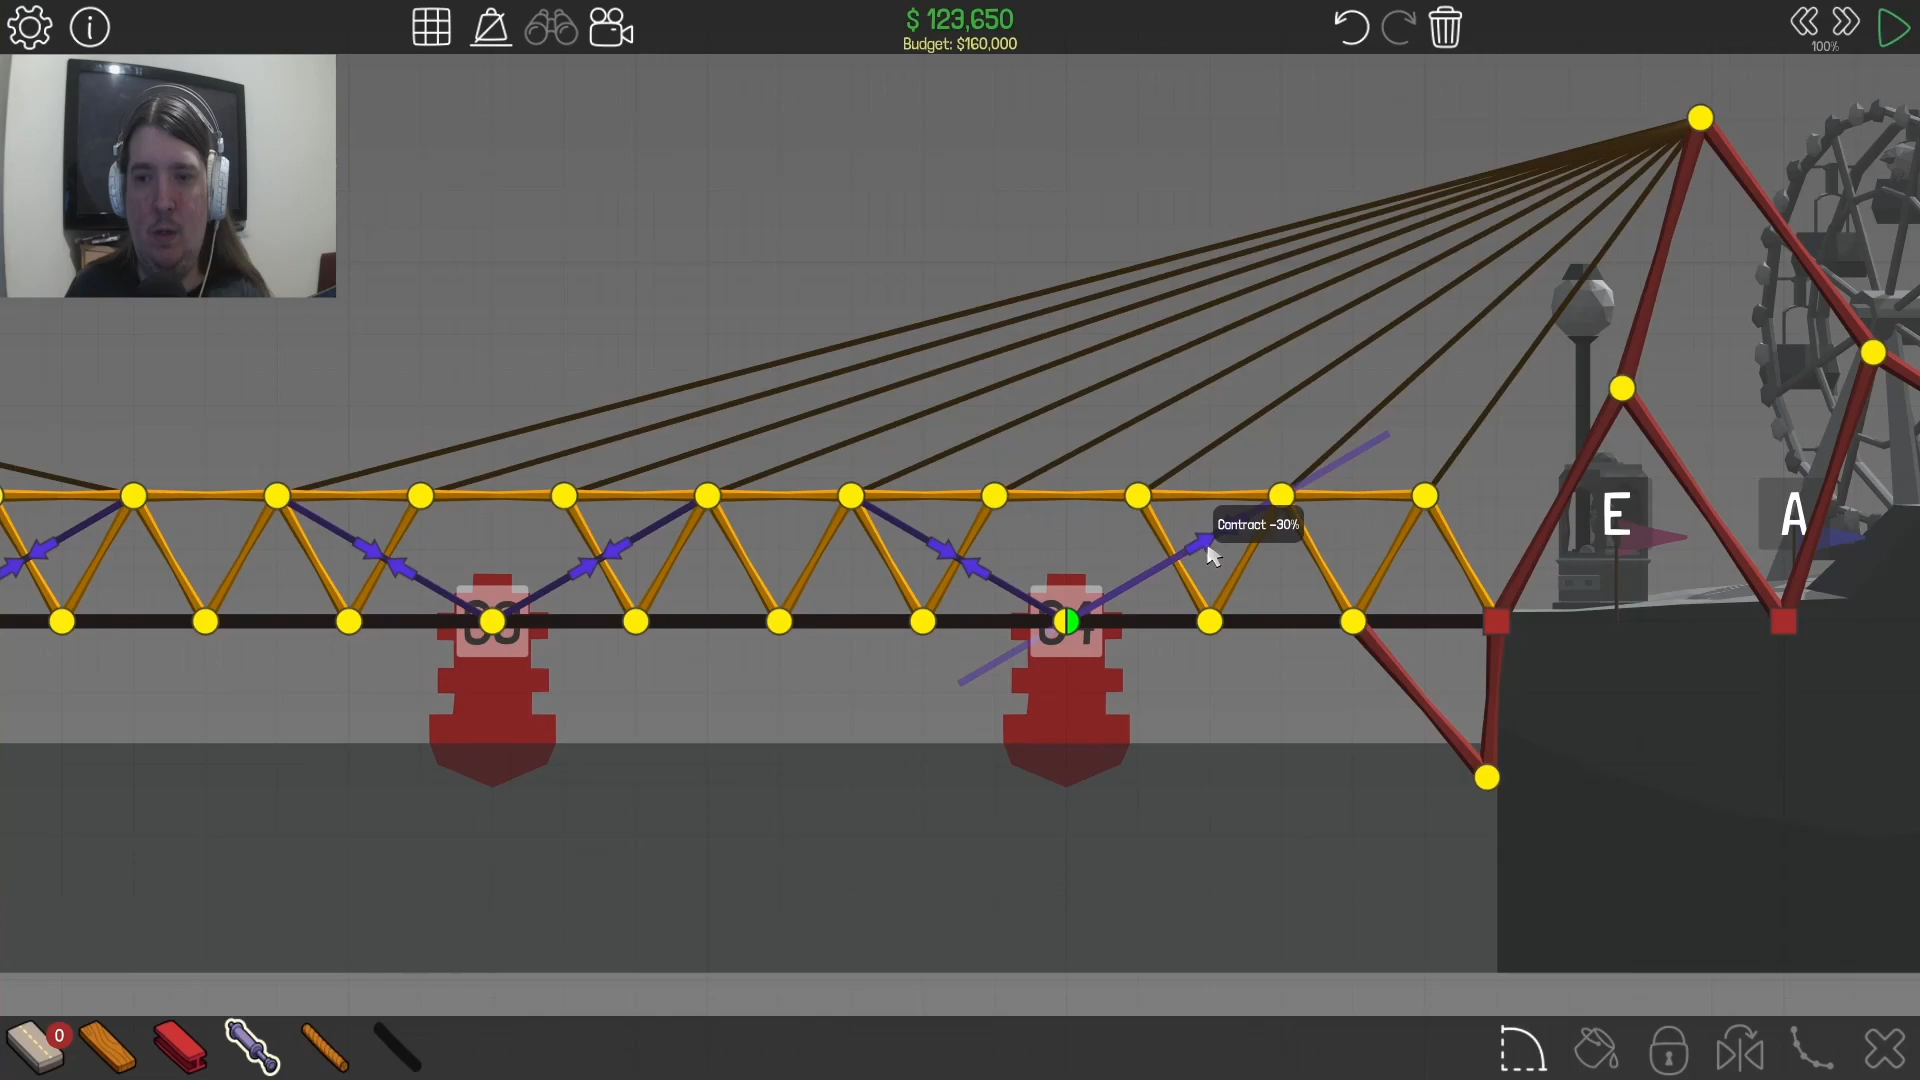 $ 123,650
Budget: $160,000
100%
Contract -30%
E
A
0